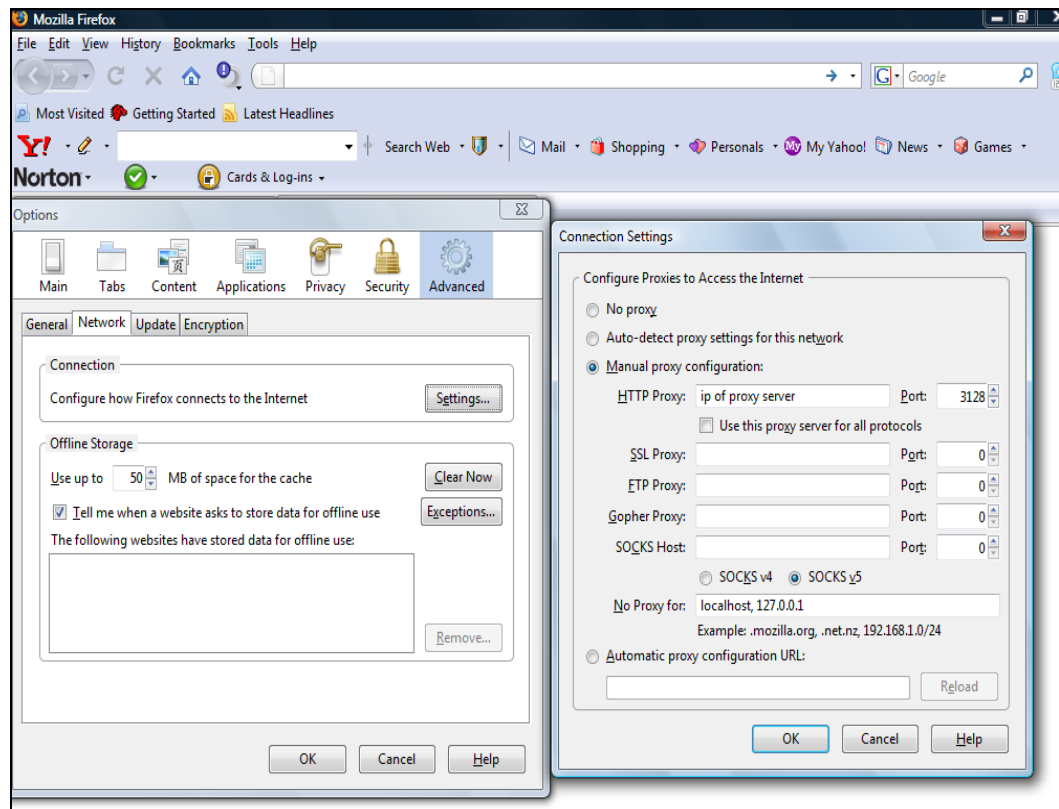 Mozilla Firefox
File Edit View History Bookmarks Tools Help
G Google
Most Visited Getting Started Latest Headlines
Y! Search Web Mail Shopping Personals My My Yahoo! News Games
Norton Cards & Log-ins
Options
页
Main Tabs Content Applications Privacy Security Advanced
General Network Update Encryption
Connection
Configure how Firefox connects to the Internet Settings...
Offline Storage
Use up to 50 MB of space for the cache Clear Now
Tell me when a website asks to store data for offline use Exceptions...
The following websites have stored data for offline use:
Remove...
OK Cancel Help
Connection Settings
Configure Proxies to Access the Internet
No proxy
Auto-detect proxy settings for this network
Manual proxy configuration:
HTTP Proxy: ip of proxy server Port: 3128
Use this proxy server for all protocols
SSL Proxy: Port: 0
FTP Proxy: Port: 0
Gopher Proxy: Port: 0
SOCKS Host: Port: 0
SOCKS v4 SOCKS v5
No Proxy for: localhost, 127.0.0.1
Example: .mozilla.org, .net.nz, 192.168.1.0/24
Automatic proxy configuration URL:
Reload
OK Cancel Help